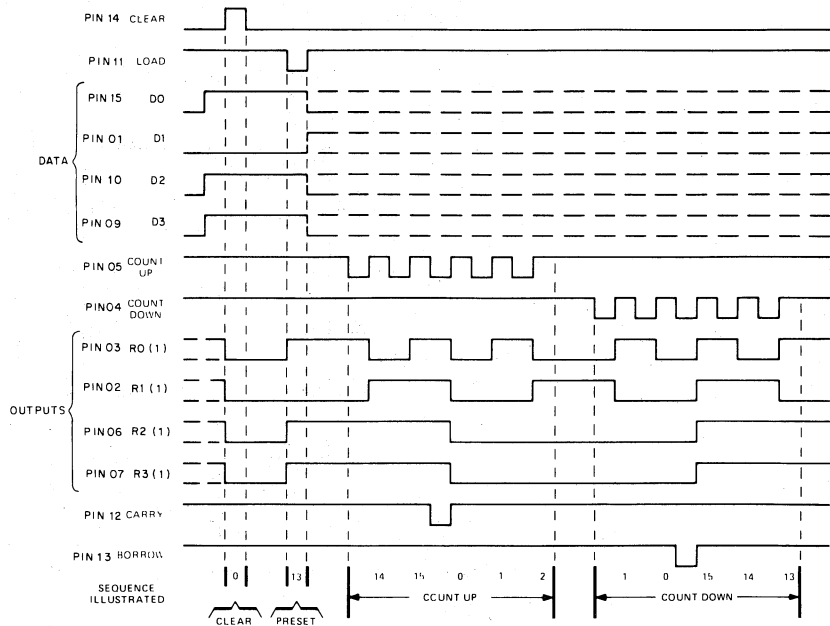 PIN 14 CLEAR
PIN 11 LOAD
PIN 15 D0
PIN 01 D1
DATA
PIN 10 D2
PIN 09 D3
PIN 05 COUNT UP
PIN04 COUNT DOWN
PIN 03 R0 (1)
PIN 02 R1 (1)
OUTPUTS
PIN 06 R2 (1)
PIN 07 R3 (1)
PIN 12 CARRY
PIN 13 BORROW
SEQUENCE ILLUSTRATED
0 13 14 15 0 1 2 1 0 15 14 13
CLEAR PRESET CCUNT UP COUNT DOWN